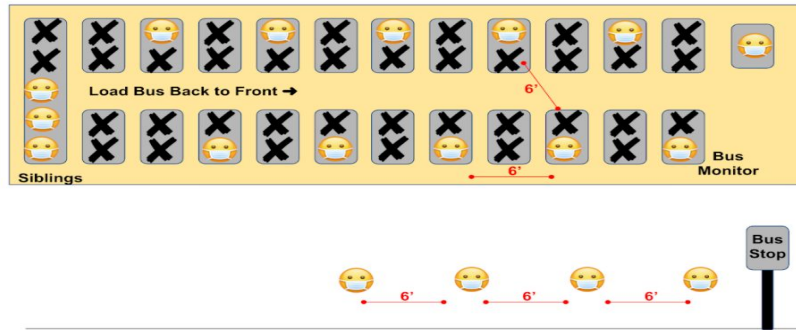 6'
Load Bus Back to Front ➔
6'
Siblings
Bus
Monitor
Bus
Stop
6'
6'
6'